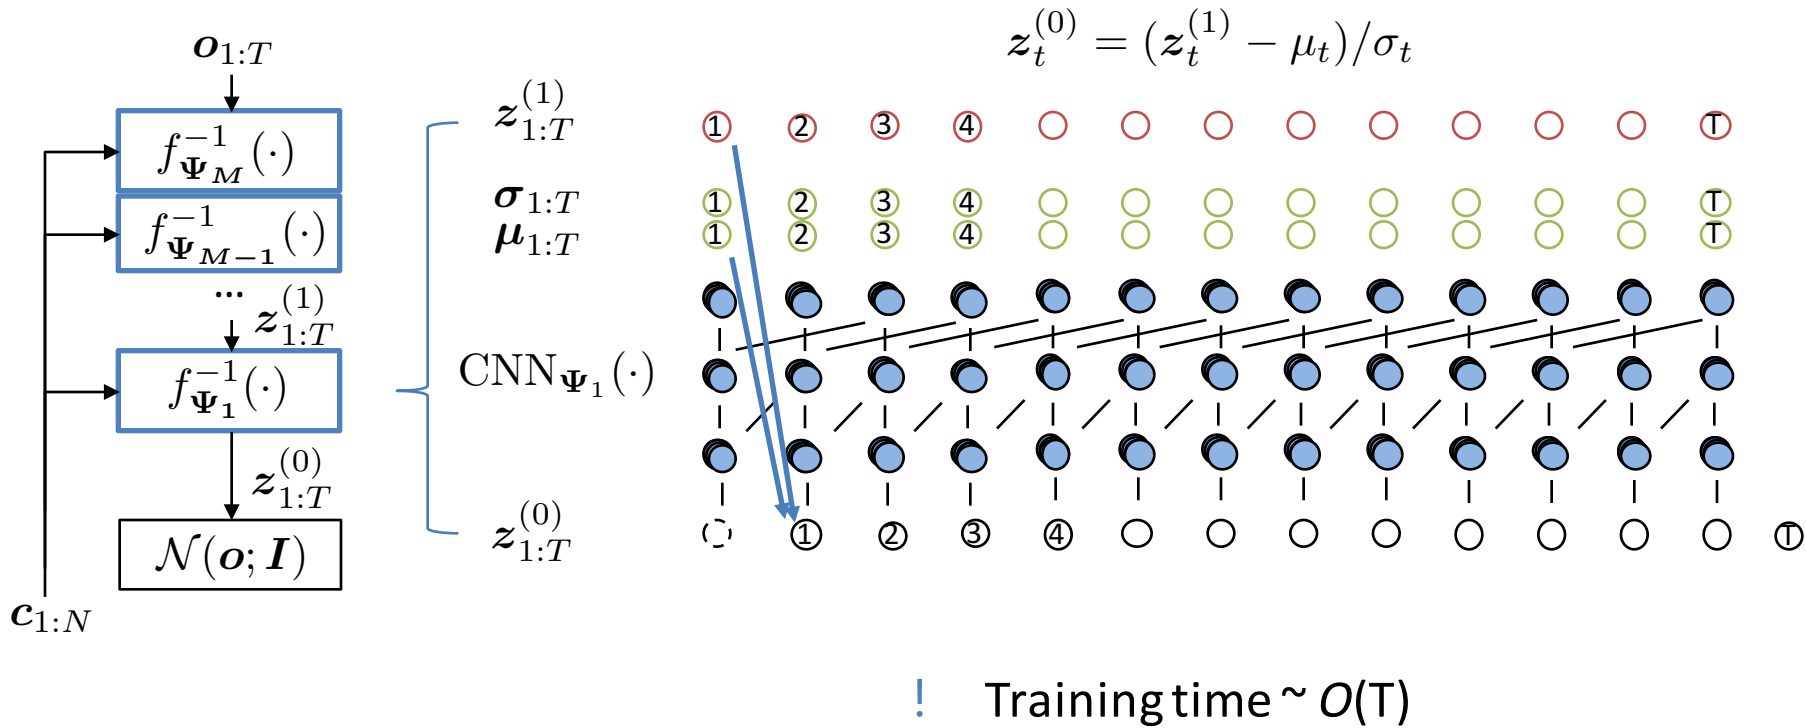 o_{1:T}
f^{-1}_{Ψ_M}(·)
f^{-1}_{Ψ_{M-1}}(·)
...
z^{(1)}_{1:T}
f^{-1}_{Ψ_1}(·)
z^{(0)}_{1:T}
N(o; I)
c_{1:N}
z^{(0)}_t = (z^{(1)}_t − μ_t)/σ_t
z^{(1)}_{1:T} 1 2 3 4 T
σ_{1:T} 1 2 3 4 T
μ_{1:T} 1 2 3 4 T
CNN_{Ψ_1}(·)
z^{(0)}_{1:T} 1 2 3 4 T
! Training time ~ O(T)